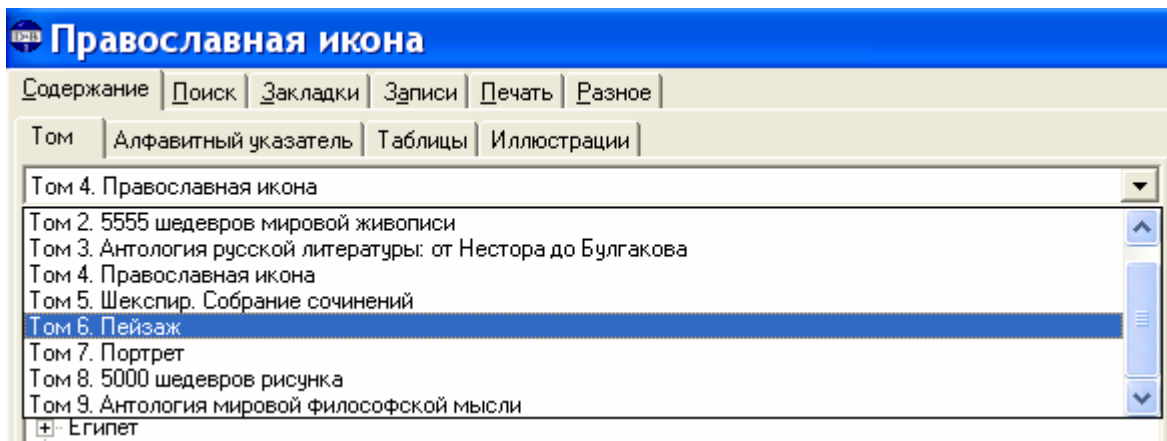 Православная икона
Содержание Поиск Закладки Записи Печать Разное
Том Алфавитный указатель Таблицы Иллюстрации
Том 4. Православная икона
Том 2. 5555 шедевров мировой живописи
Том 3. Антология русской литературы: от Нестора до Булгакова
Том 4. Православная икона
Том 5. Шекспир. Собрание сочинений
Том 6. Пейзаж
Том 7. Портрет
Том 8. 5000 шедевров рисунка
Том 9. Антология мировой философской мысли
Египет